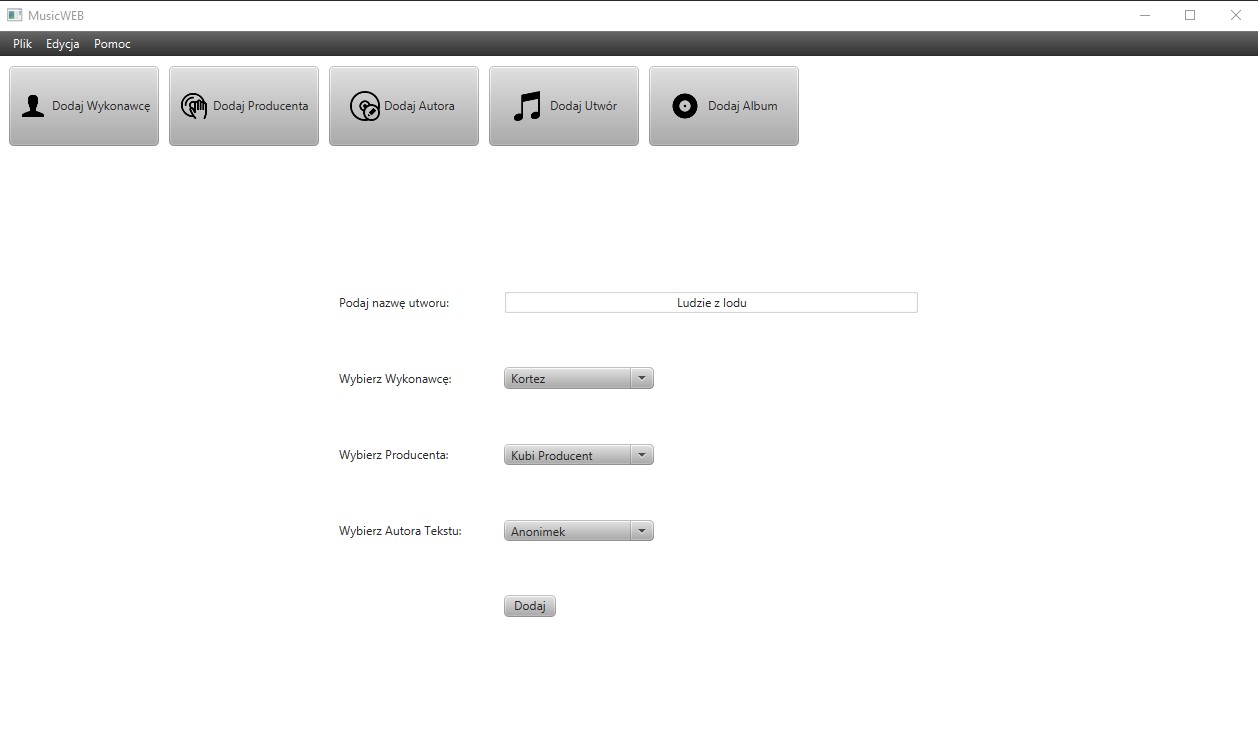 MusicWEB
Plik Edycja Pomoc
Dodaj Wykonawcę Dodaj Producenta Dodaj Autora Dodaj Utwór Dodaj Album
Podaj nazwę utworu: Ludzie z lodu
Wybierz Wykonawcę: Kortez
Wybierz Producenta: Kubi Producent
Wybierz Autora Tekstu: Anonimek
Dodaj